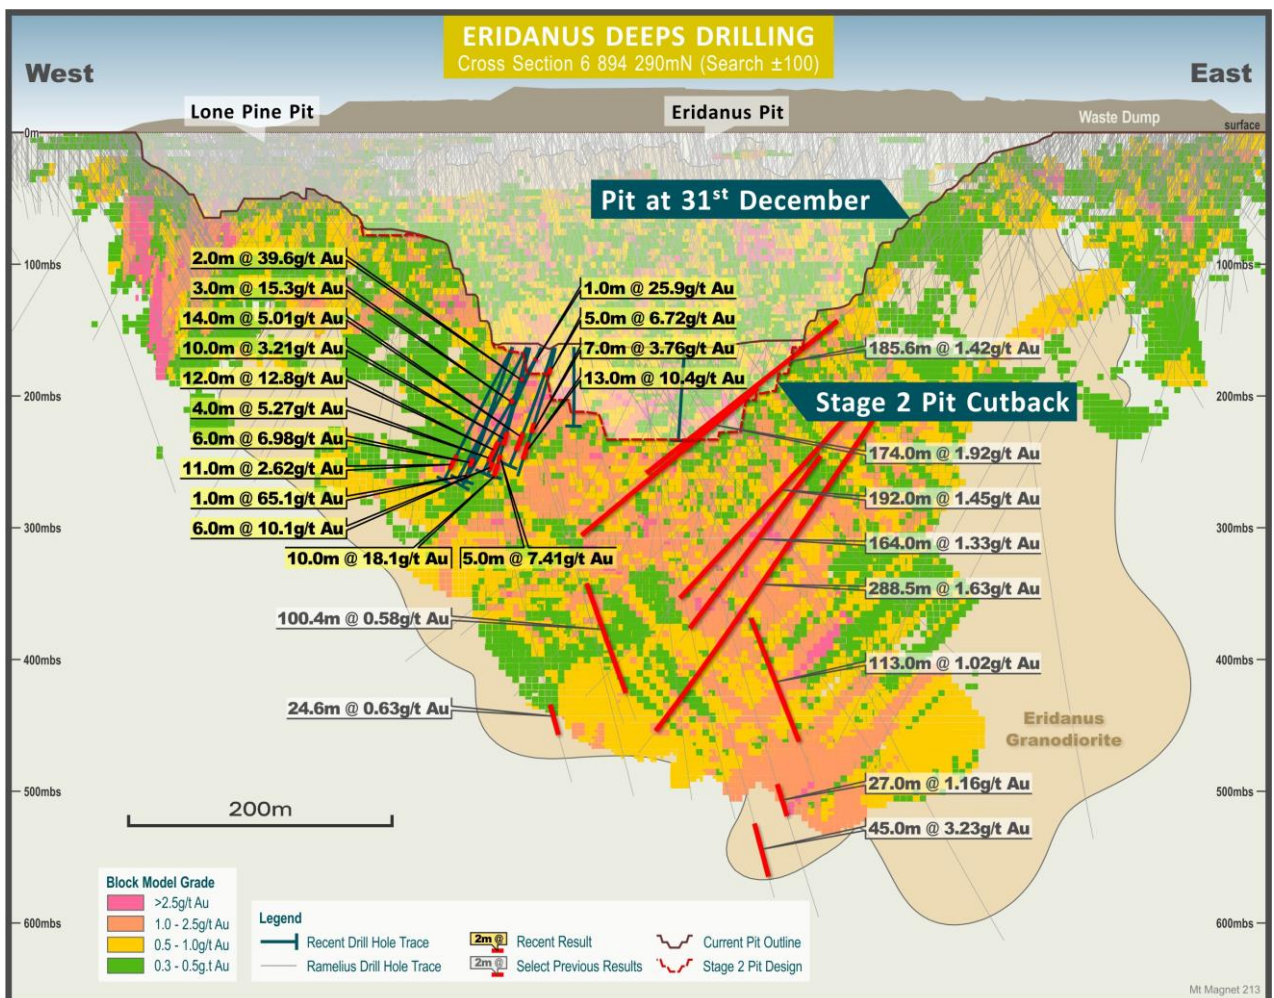 ERIDANUS DEEPS DRILLING
Cross Section 6 894 290mN (Search ±100)
West
East
Lone Pine Pit
Eridanus Pit
Waste Dump
surface
0m
Pit at 31st December
100mbs
100mbs
2.0m @ 39.6g/t Au
3.0m @ 15.3g/t Au
14.0m @ 5.01g/t Au
10.0m @ 3.21g/t Au
12.0m @ 12.8g/t Au
4.0m @ 5.27g/t Au
6.0m @ 6.98g/t Au
11.0m @ 2.62g/t Au
1.0m @ 65.1g/t Au
6.0m @ 10.1g/t Au
10.0m @ 18.1g/t Au
5.0m @ 7.41g/t Au
1.0m @ 25.9g/t Au
5.0m @ 6.72g/t Au
7.0m @ 3.76g/t Au
13.0m @ 10.4g/t Au
185.6m @ 1.42g/t Au
Stage 2 Pit Cutback
200mbs
200mbs
174.0m @ 1.92g/t Au
192.0m @ 1.45g/t Au
164.0m @ 1.33g/t Au
288.5m @ 1.63g/t Au
300mbs
300mbs
100.4m @ 0.58g/t Au
24.6m @ 0.63g/t Au
113.0m @ 1.02g/t Au
400mbs
400mbs
Eridanus
Granodiorite
27.0m @ 1.16g/t Au
45.0m @ 3.23g/t Au
500mbs
500mbs
200m
600mbs
600mbs
Block Model Grade
>2.5g/t Au
1.0 - 2.5g/t Au
0.5 - 1.0g/t Au
0.3 - 0.5g.t Au
Legend
Recent Drill Hole Trace
Ramelius Drill Hole Trace
2m @
Recent Result
2m @
Select Previous Results
Current Pit Outline
Stage 2 Pit Design
Mt Magnet 213